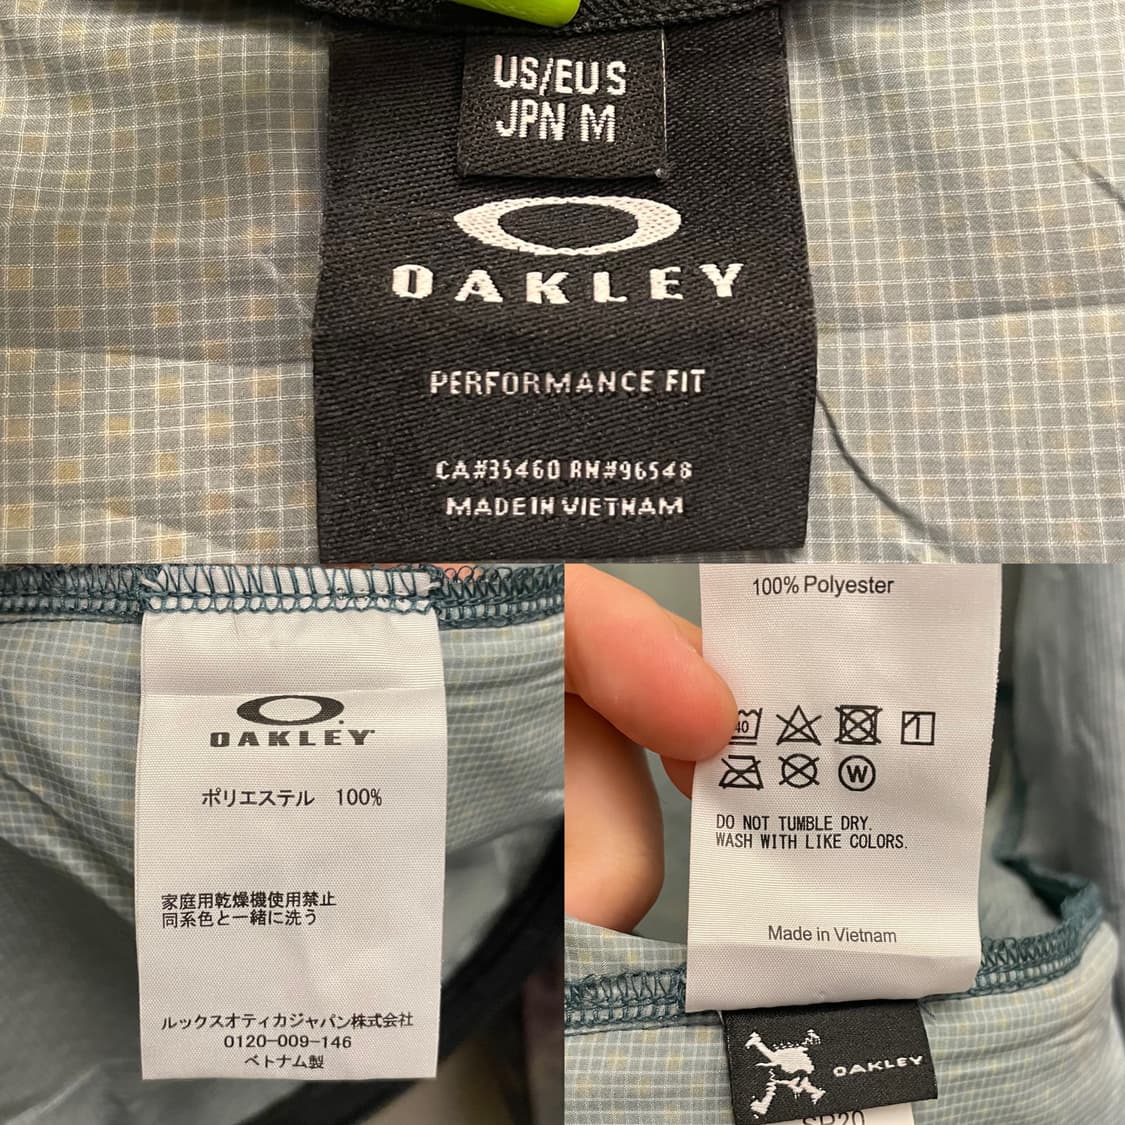 US/EU S
JPN M
OAKLEY
PERFORMANCE FIT
CA#35460 RN#96548
MADE IN VIETNAM
OAKLEY
ポリエステル 100%
家庭用乾燥機使用禁止
同系色と一緒に洗う
ルックスオティカジャパン株式会社
0120-009-146
ベトナム製
100% Polyester
40
1
W
DO NOT TUMBLE DRY.
WASH WITH LIKE COLORS.
Made in Vietnam
OAKLEY